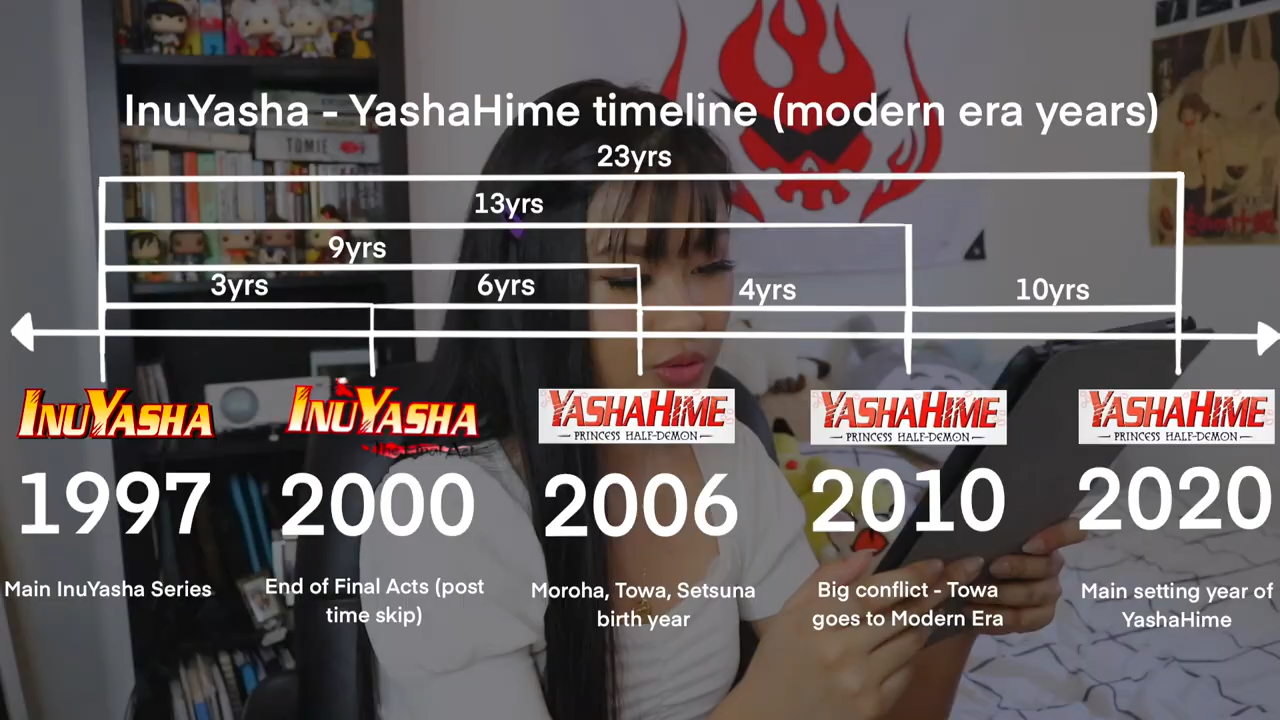 TOMIE
InuYasha - YashaHime timeline (modern era years)
23yrs
13yrs
9yrs
3yrs
6yrs
4yrs
10yrs
INUYASHA
INUYASHA
YASHAHIME
PRINCESS HALF-DEMON
YASHAHIME
PRINCESS HALF-DEMON
YASHAHIME
PRINCESS HALF-DEMON
1997
2000
2006
2010
2020
Main InuYasha Series
End of Final Acts (post
time skip)
Moroha, Towa, Setsuna
birth year
Big conflict - Towa
goes to Modern Era
Main setting year of
YashaHime